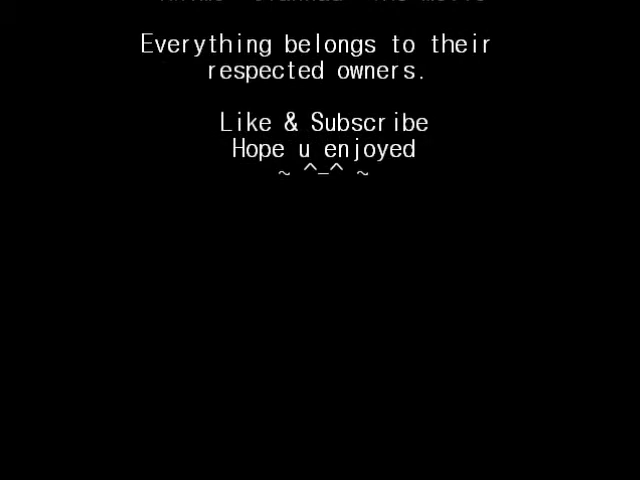 Everything belongs to their
respected owners.
Like & Subscribe
Hope u enjoyed
~ ^-^ ~